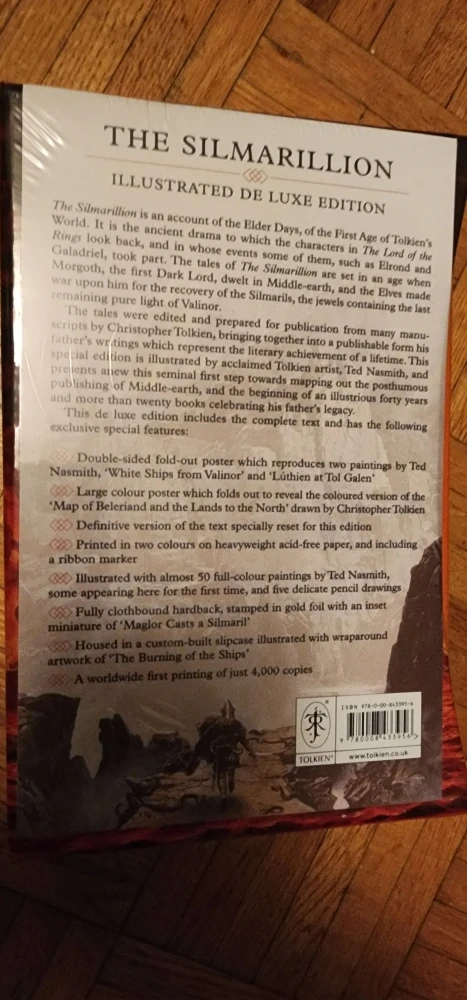 THE SILMARILLION
ILLUSTRATED DE LUXE EDITION
The Silmarillion is an account of the Elder Days, of the First Age of Tolkien's
World. It is the ancient drama to which the characters in The Lord of the
Rings look back, and in whose events some of them, such as Elrond and
Galadriel, took part. The tales of The Silmarillion are set in an age when
Morgoth, the first Dark Lord, dwelt in Middle-earth, and the Elves made
war upon him for the recovery of the Silmarils, the jewels containing the last
remaining pure light of Valinor.
The tales were edited and prepared for publication from many manu-
scripts by Christopher Tolkien, bringing together into a publishable form his
father's writings which represent the literary achievement of a lifetime. This
special edition is illustrated by acclaimed Tolkien artist, Ted Nasmith, and
presents anew this seminal first step towards mapping out the posthumous
publishing of Middle-earth, and the beginning of an illustrious forty years
and more than twenty books celebrating his father's legacy.
This de luxe edition includes the complete text and has the following
exclusive special features:
Double-sided fold-out poster which reproduces two paintings by Ted
Nasmith, 'White Ships from Valinor' and 'Lúthien at Tol Galen'
Large colour poster which folds out to reveal the coloured version of the
'Map of Beleriand and the Lands to the North' drawn by Christopher Tolkien
Definitive version of the text specially reset for this edition
Printed in two colours on heavyweight acid-free paper, and including
a ribbon marker
Illustrated with almost 50 full-colour paintings by Ted Nasmith,
some appearing here for the first time, and five delicate pencil drawings
Fully clothbound hardback, stamped in gold foil with an inset
miniature of 'Maglor Casts a Silmaril'
Housed in a custom-built slipcase illustrated with wraparound
artwork of 'The Burning of the Ships'
A worldwide first printing of just 4,000 copies
ISBN 978-0-00-843395-6
9 780008 433956
TOLKIEN®
www.tolkien.co.uk